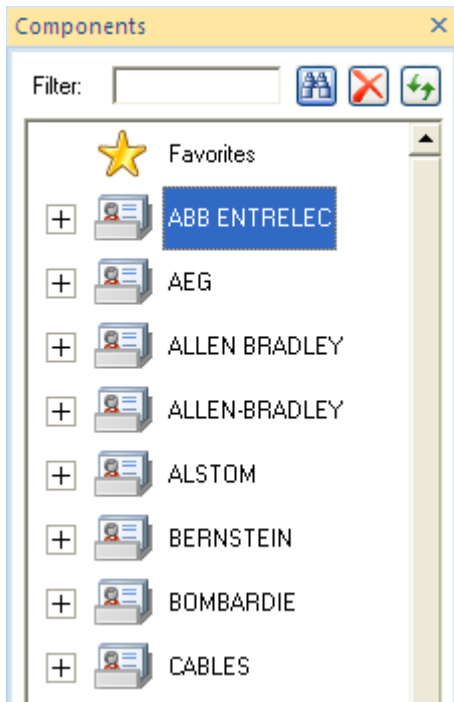 Components
Filter:
Favorites
ABB ENTRELEC
AEG
ALLEN BRADLEY
ALLEN-BRADLEY
ALSTOM
BERNSTEIN
BOMBARDIE
CABLES